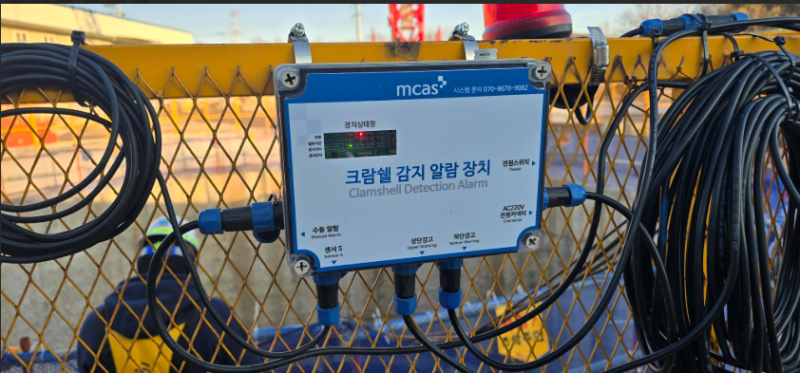 mcas
시스템 문의 070-8670-9082
장치상태창
크람쉘 감지 알람 장치
Clamshell Detection Alarm
전원스위치
Power
AC220V
전용커넥터
Connector
수동 알람
Manual Alarm
센서 S
Sensor S
상단경고
Upper Warning
하단경고
Bottom Warning